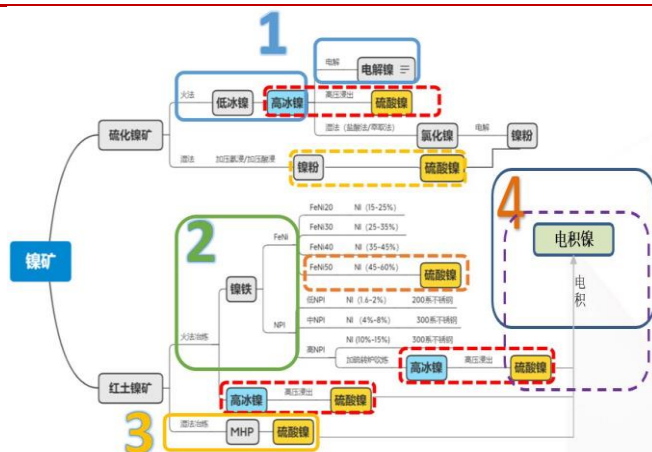 1
电解
电解镍
火法
低冰镍
高冰镍
高压浸出
硫酸镍
硫化镍矿
湿法（盐酸法/萃取法）
氯化镍
电解
镍粉
湿法
加压氨浸/加压酸浸
镍粉
硫酸镍
4
电积镍
电积
2
FeNi20 NI（15-25%）
FeNi30 NI（25-35%）
FeNi
FeNi40 NI（35-45%）
FeNi50 NI（45-60%）
硫酸镍
镍矿
镍铁
低NPI NI（1.6-2%） 200系不锈钢
NPI
中NPI NI（4%-8%） 300系不锈钢
火法冶炼
NI（10%-15%） 300系不锈钢
高NPI
加硫转炉吹炼
高冰镍
高压浸出
硫酸镍
红土镍矿
高冰镍
高压浸出
硫酸镍
3
湿法冶炼
MHP
硫酸镍